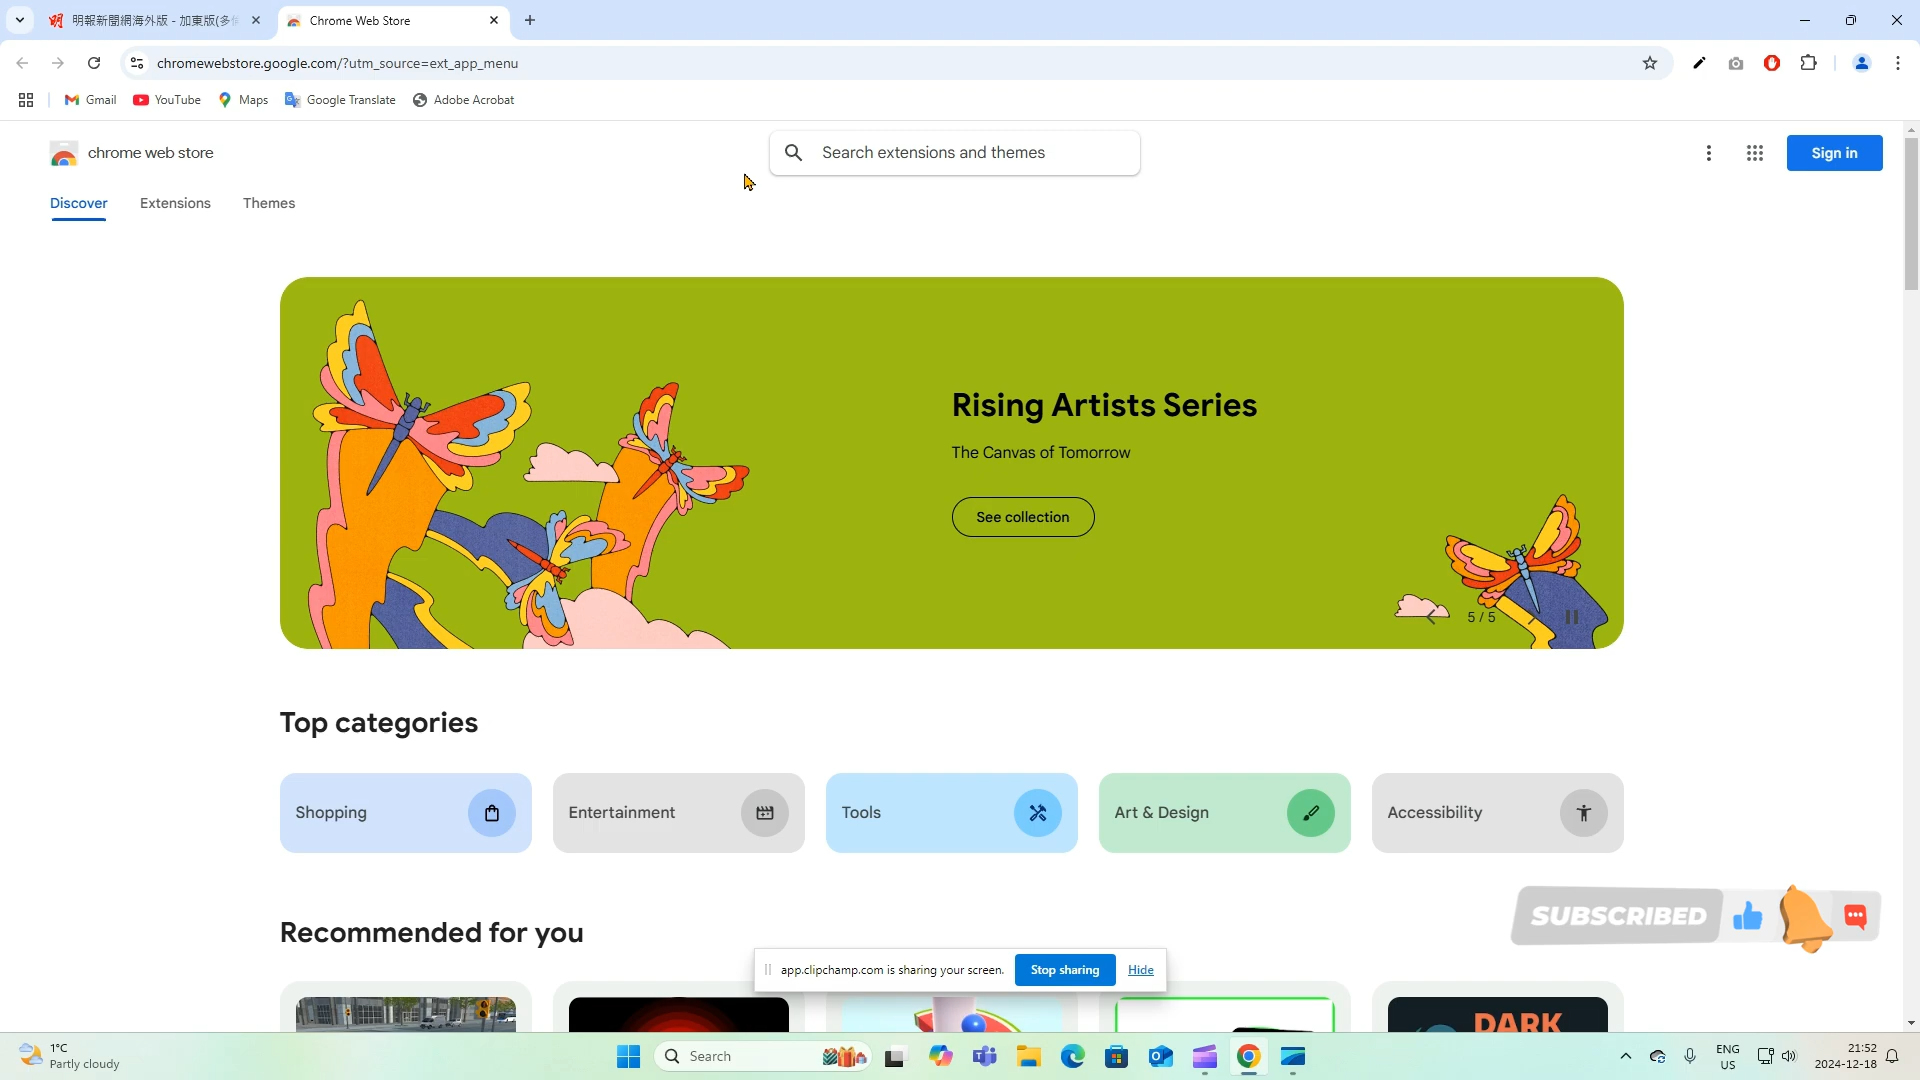 明報新聞網海外版 - 加東版(多倫
Chrome Web Store
chromewebstore.google.com/?utm_source=ext_app_menu
Gmail
YouTube
Maps
Google Translate
Adobe Acrobat
chrome web store
Search extensions and themes
Sign in
Discover
Extensions
Themes
Rising Artists Series
The Canvas of Tomorrow
See collection
5 / 5
Top categories
Shopping
Entertainment
Tools
Art & Design
Accessibility
SUBSCRIBED
Recommended for you
app.clipchamp.com is sharing your screen.
Stop sharing
Hide
DARK
1°C
Partly cloudy
Search
ENG
US
21:52
2024-12-18